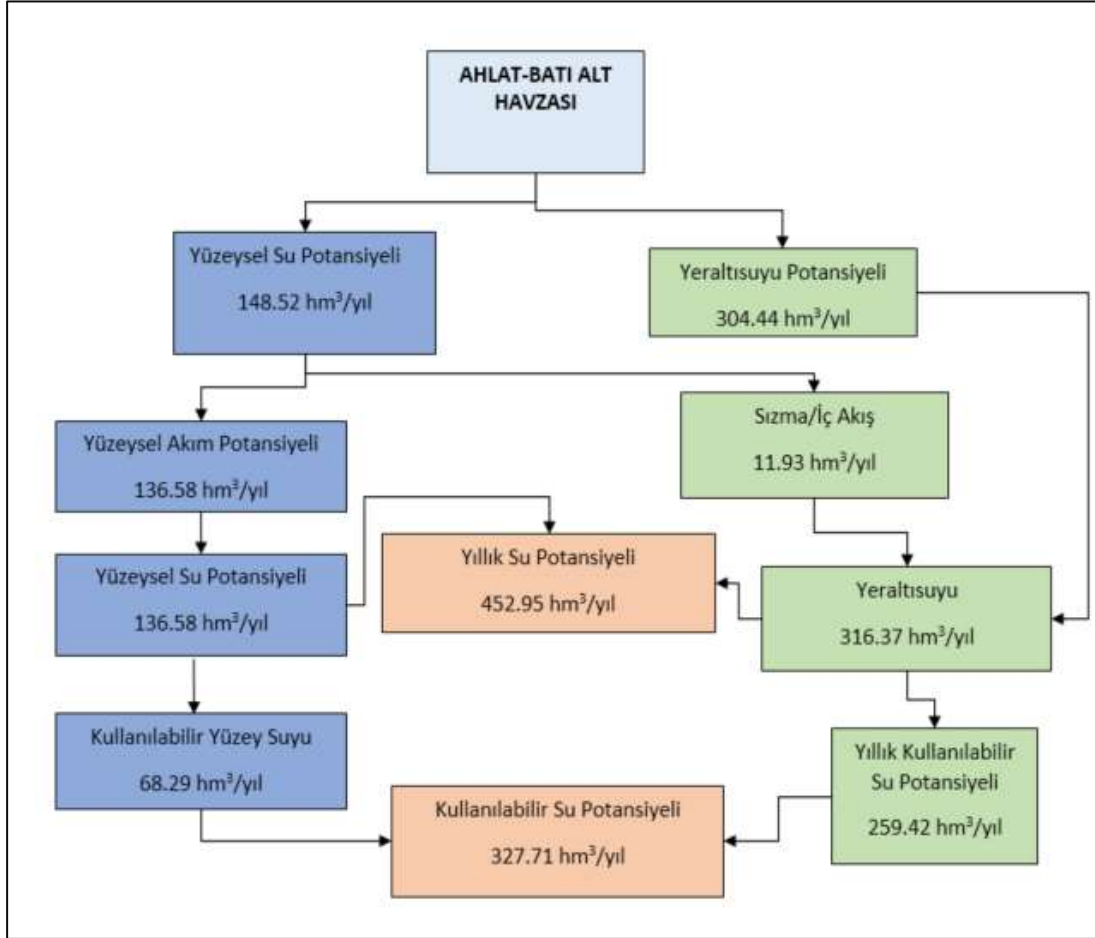 AHLAT-BATI ALT
HAVZASI
Yüzeysel Su Potansiyeli
148.52 hm³/yıl
Yeraltısuyu Potansiyeli
304.44 hm³/yıl
Yüzeysel Akım Potansiyeli
136.58 hm³/yıl
Sızma/İç Akış
11.93 hm³/yıl
Yüzeysel Su Potansiyeli
136.58 hm³/yıl
Yıllık Su Potansiyeli
452.95 hm³/yıl
Yeraltısuyu
316.37 hm³/yıl
Kullanılabilir Yüzey Suyu
68.29 hm³/yıl
Kullanılabilir Su Potansiyeli
327.71 hm³/yıl
Yıllık Kullanılabilir
Su Potansiyeli
259.42 hm³/yıl